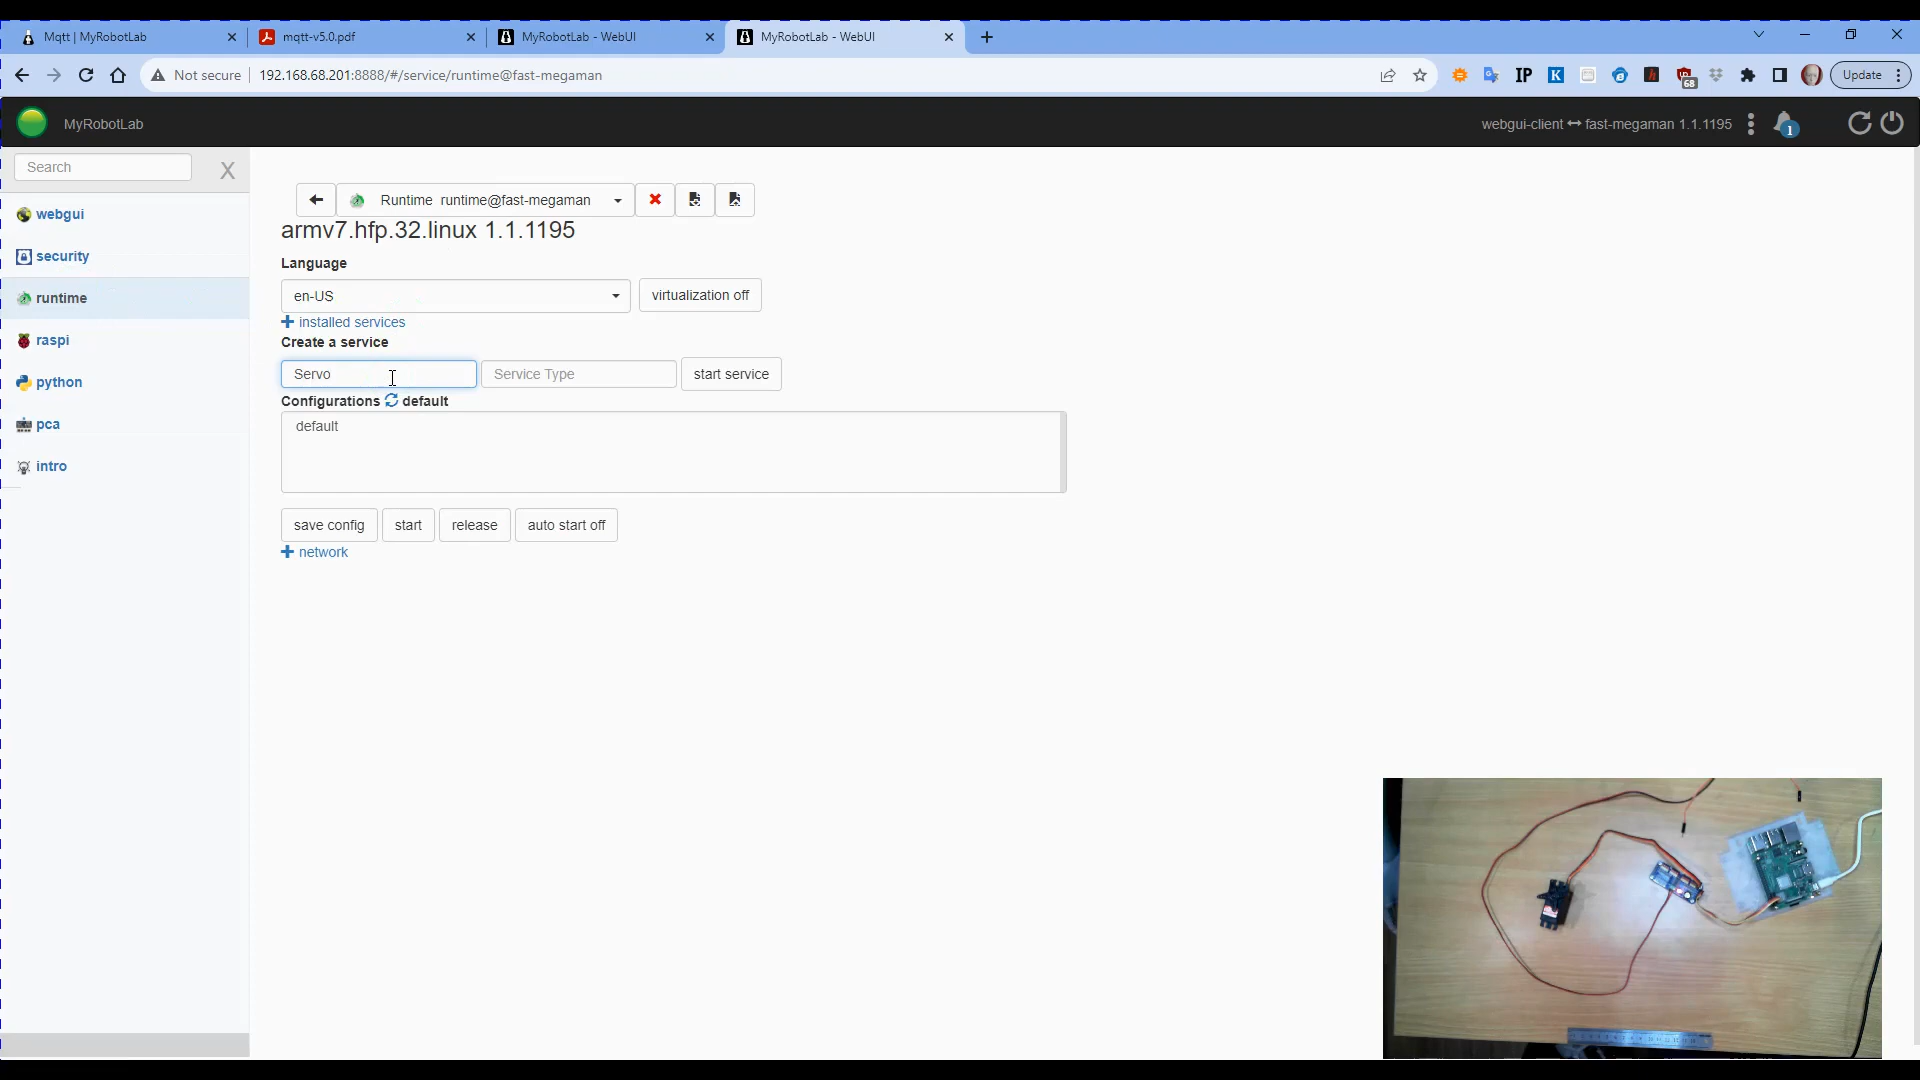 Mqtt | MyRobotLab
mqtt-v5.0.pdf
MyRobotLab - WebUI
MyRobotLab - WebUI
Not secure
192.168.68.201:8888/#/service/runtime@fast-megaman
IP
K
68
Update
MyRobotLab
webgui-client ↔ fast-megaman 1.1.1195
1
Search
X
webgui
security
runtime
raspi
python
pca
intro
Runtime runtime@fast-megaman
armv7.hfp.32.linux 1.1.1195
Language
en-US
virtualization off
installed services
Create a service
Servo
Service Type
start service
Configurations default
default
save config
start
release
auto start off
network